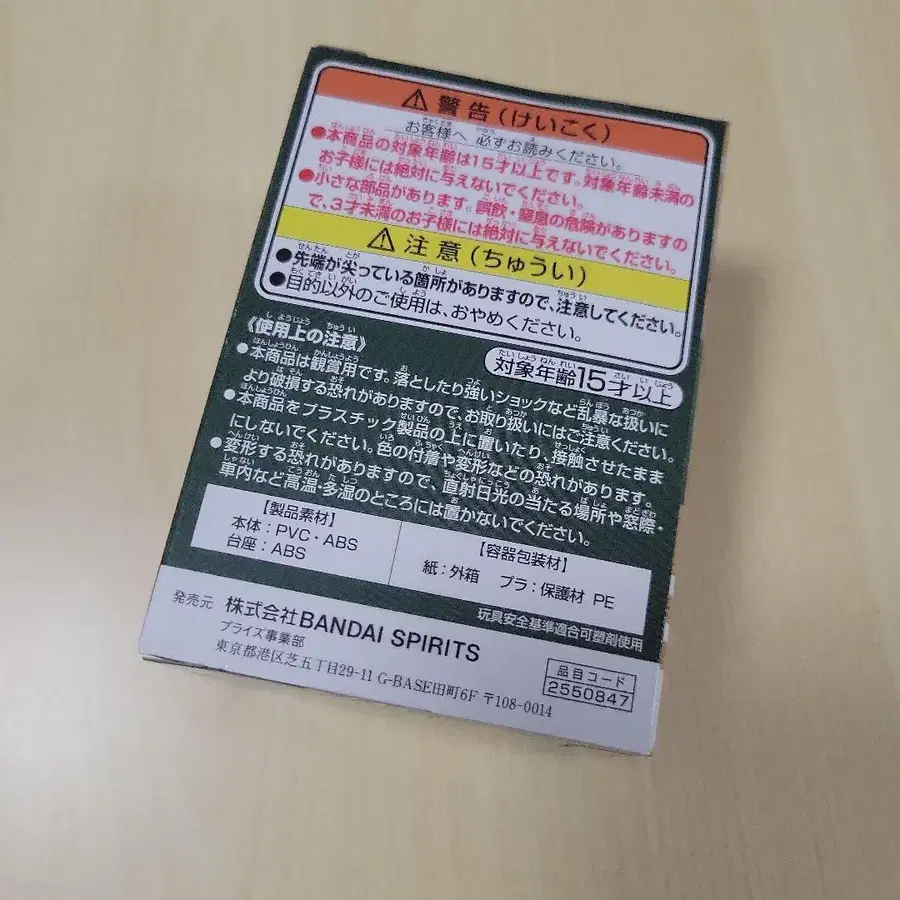 ⚠ 警告(けいこく)
お客様へ 必ずお読みください。
●本商品の対象年齢は15才以上です。対象年齢未満の
お子様には絶対に与えないでください。
●小さな部品があります。誤飲・窒息の危険がありますの
で、3才未満のお子様には絶対に与えないでください。
⚠ 注意(ちゅうい)
●先端が尖っている箇所がありますので、注意してください。
●目的以外のご使用は、おやめください。
《使用上の注意》
対象年齢15才以上
●本商品は観賞用です。落としたり強いショックなど乱暴な扱いに
より破損する恐れがありますので、お取り扱いにはご注意ください。
●本商品をプラスチック製品の上に置いたり、接触させたまま
にしないでください。色の付着や変形などの恐れがあります。
●変形する恐れがありますので、直射日光の当たる場所や窓際・
車内など高温・多湿のところには置かないでください。
【製品素材】
本体:PVC・ABS
台座:ABS
【容器包装材】
紙:外箱 プラ:保護材 PE
玩具安全基準適合可塑剤使用
発売元 株式会社BANDAI SPIRITS
プライズ事業部
東京都港区芝五丁目29-11 G-BASE田町6F 〒108-0014
品目コード
2550847